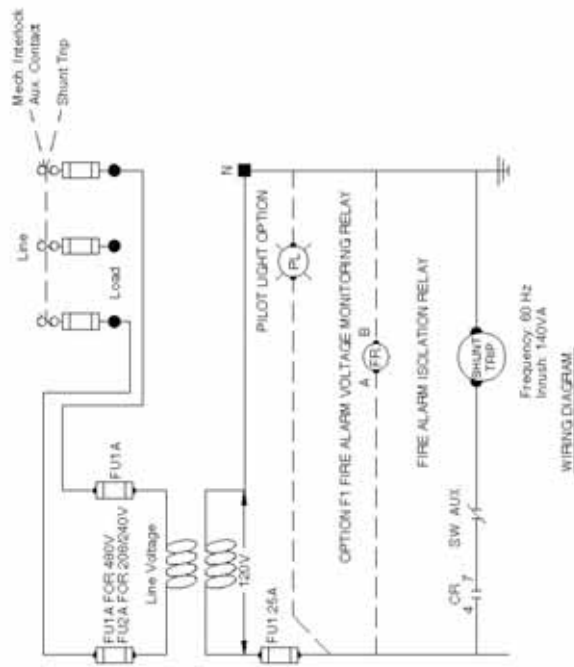 Mech. Interlock
Aux. Contact
Shunt Trip
Line
Load
FU1A
FU1A FOR 480V
FU2A FOR 208/240V
Line Voltage
120V
FU1.25A
N
PILOT LIGHT OPTION
PL
OPTION F1 FIRE ALARM VOLTAGE MONITORING RELAY
A
FR
B
FIRE ALARM ISOLATION RELAY
CR
4
7
SW AUX.
SHUNT
TRIP
Frequency: 60 Hz
Inrush: 140VA
WIRING DIAGRAM